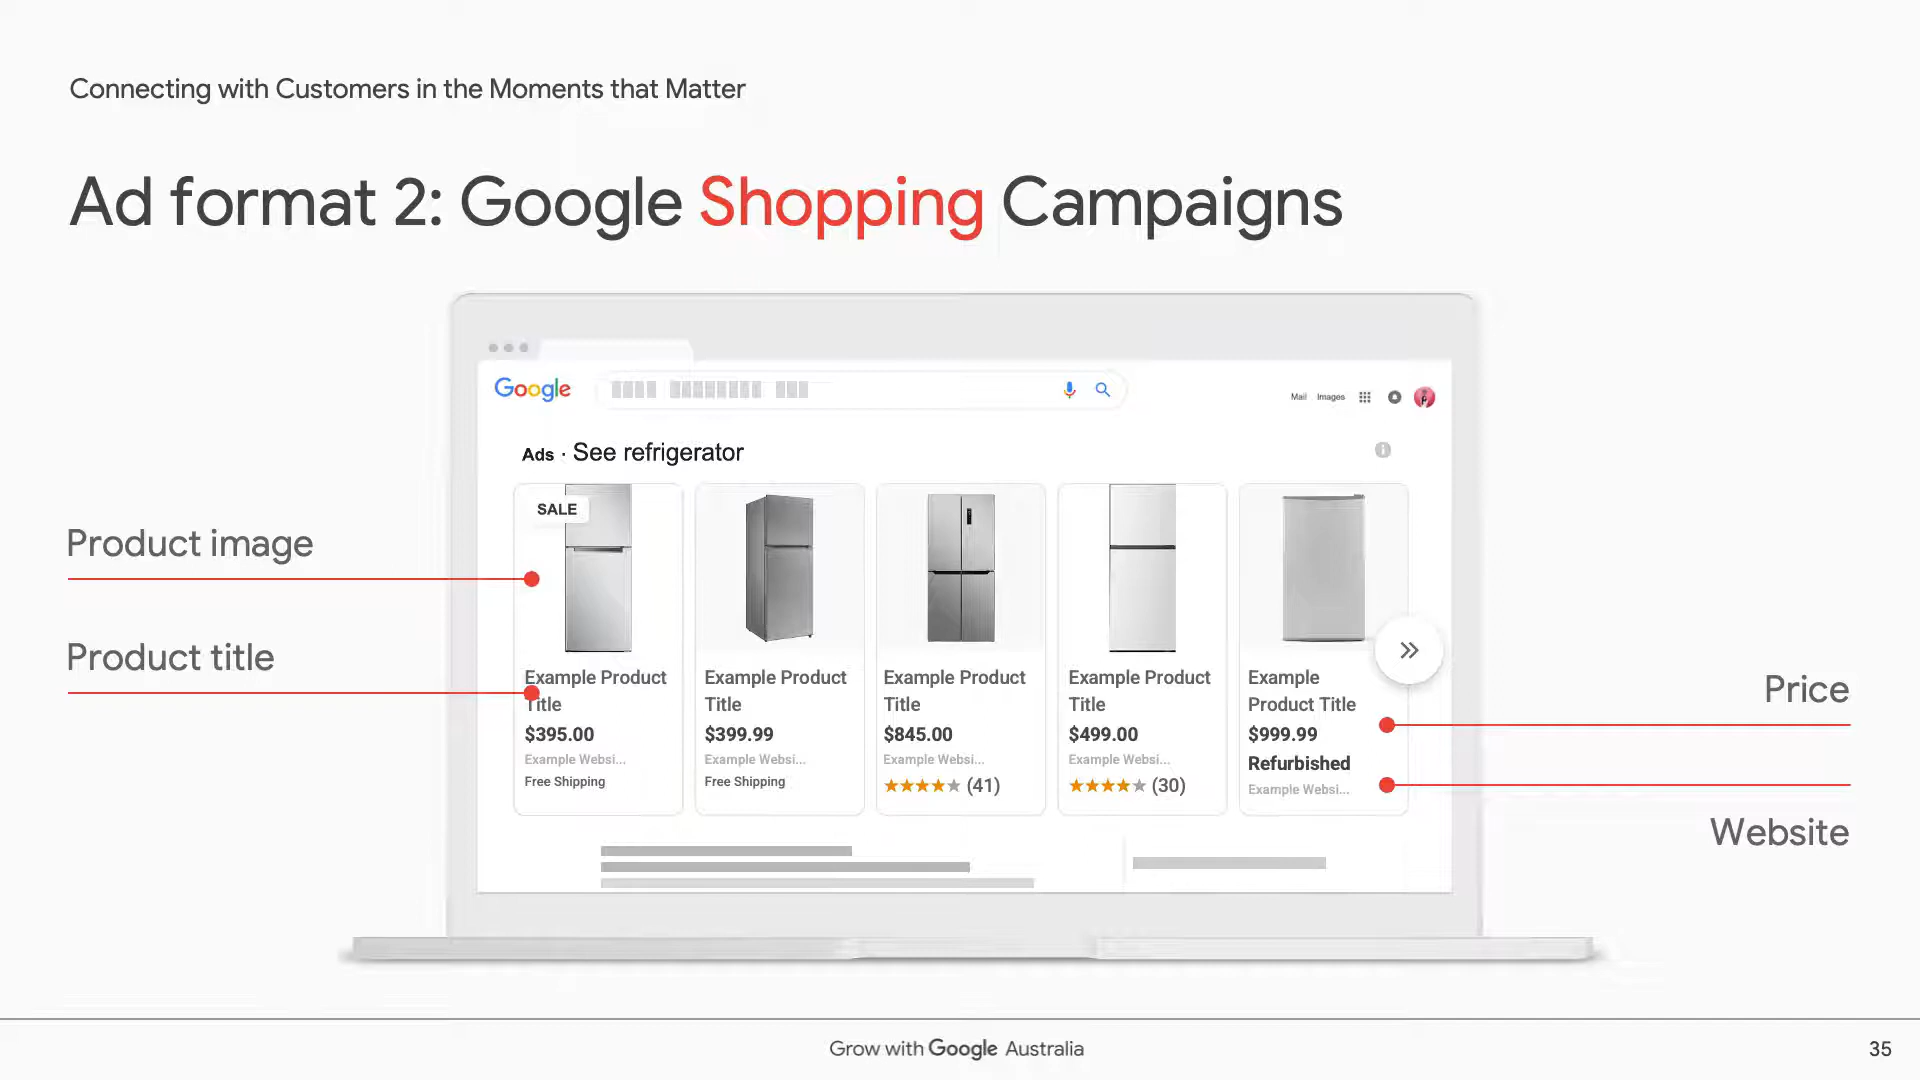 Connecting with Customers in the Moments that Matter
Ad format 2: Google Shopping Campaigns
Google
Mail Images
Ads · See refrigerator
SALE
Product image
Product title
Example Product
Title
$395.00
Example Websi...
Free Shipping
Example Product
Title
$399.99
Example Websi...
Free Shipping
Example Product
Title
$845.00
Example Websi...
(41)
Example Product
Title
$499.00
Example Websi...
(30)
Example
Product Title
$999.99
Refurbished
Example Websi...
Price
Website
Grow with Google Australia
35